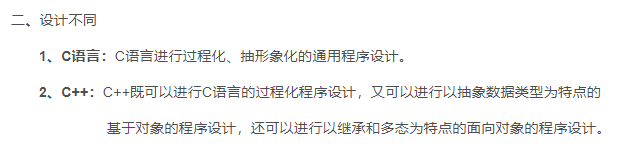 二、设计不同
1、C语言：C语言进行过程化、抽形象化的通用程序设计。
2、C++：C++既可以进行C语言的过程化程序设计，又可以进行以抽象数据类型为特点的
基于对象的程序设计，还可以进行以继承和多态为特点的面向对象的程序设计。